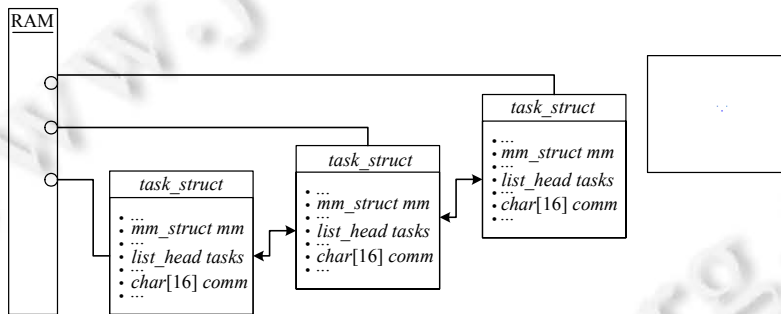 RAM
task_struct
• ...
• mm_struct mm
• ...
• list_head tasks
• ...
• char[16] comm
• ...
task_struct
• ...
• mm_struct mm
• ...
• list_head tasks
• ...
• char[16] comm
• ...
task_struct
• ...
• mm_struct mm
• ...
• list_head tasks
• ...
• char[16] comm
• ...